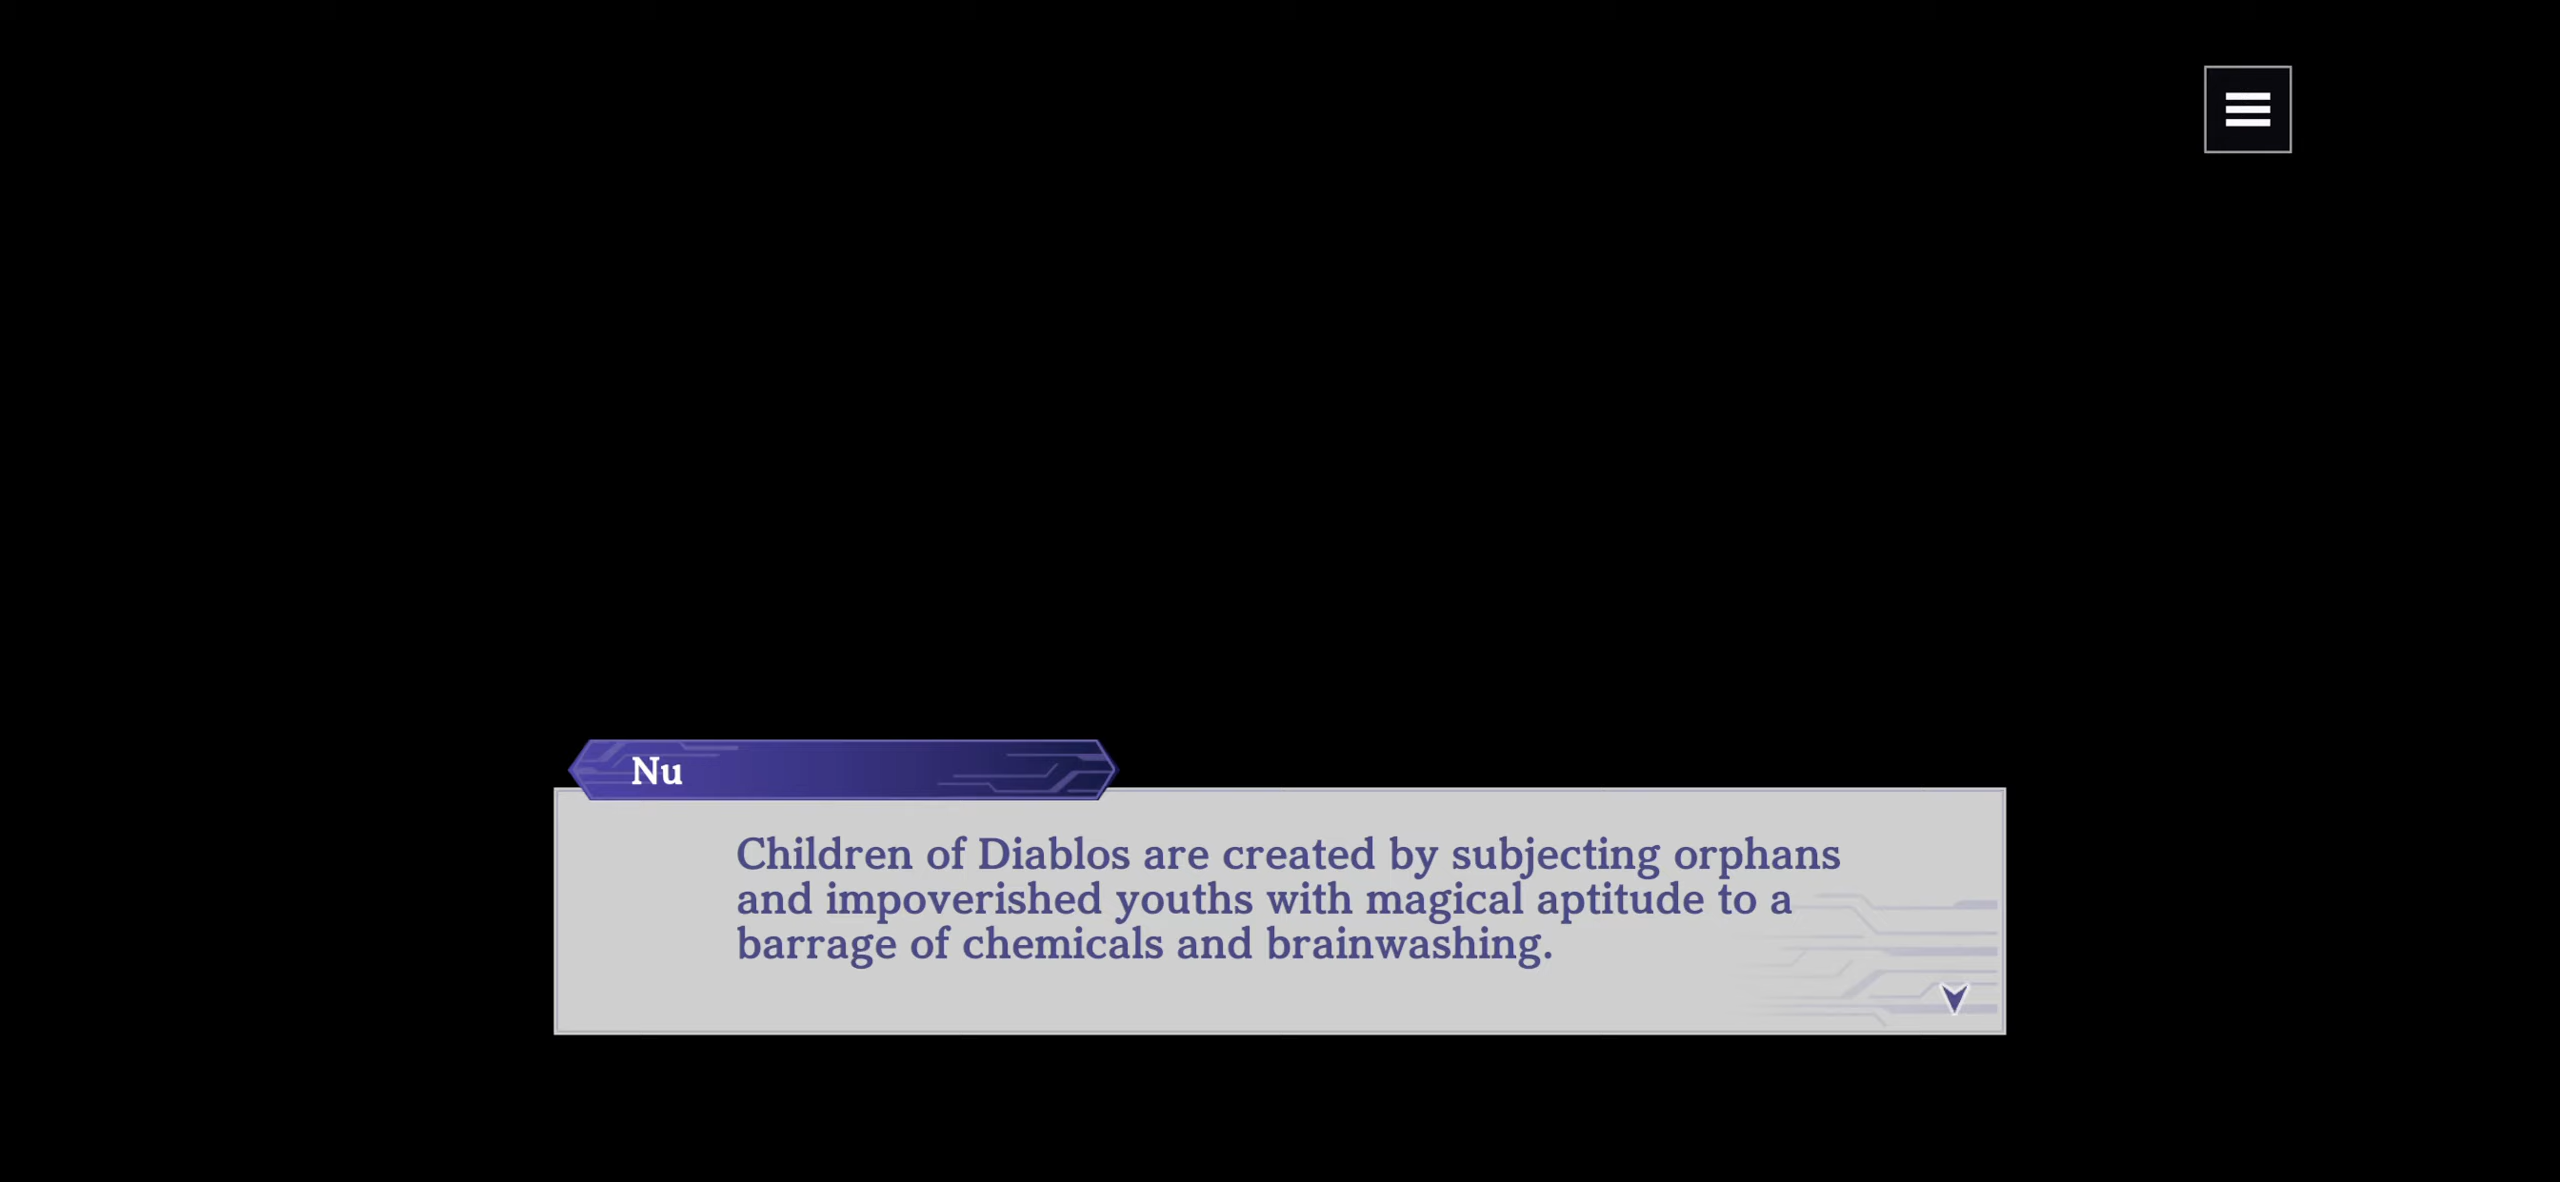 Nu
Children of Diablos are created by subjecting orphans
and impoverished youths with magical aptitude to a
barrage of chemicals and brainwashing.